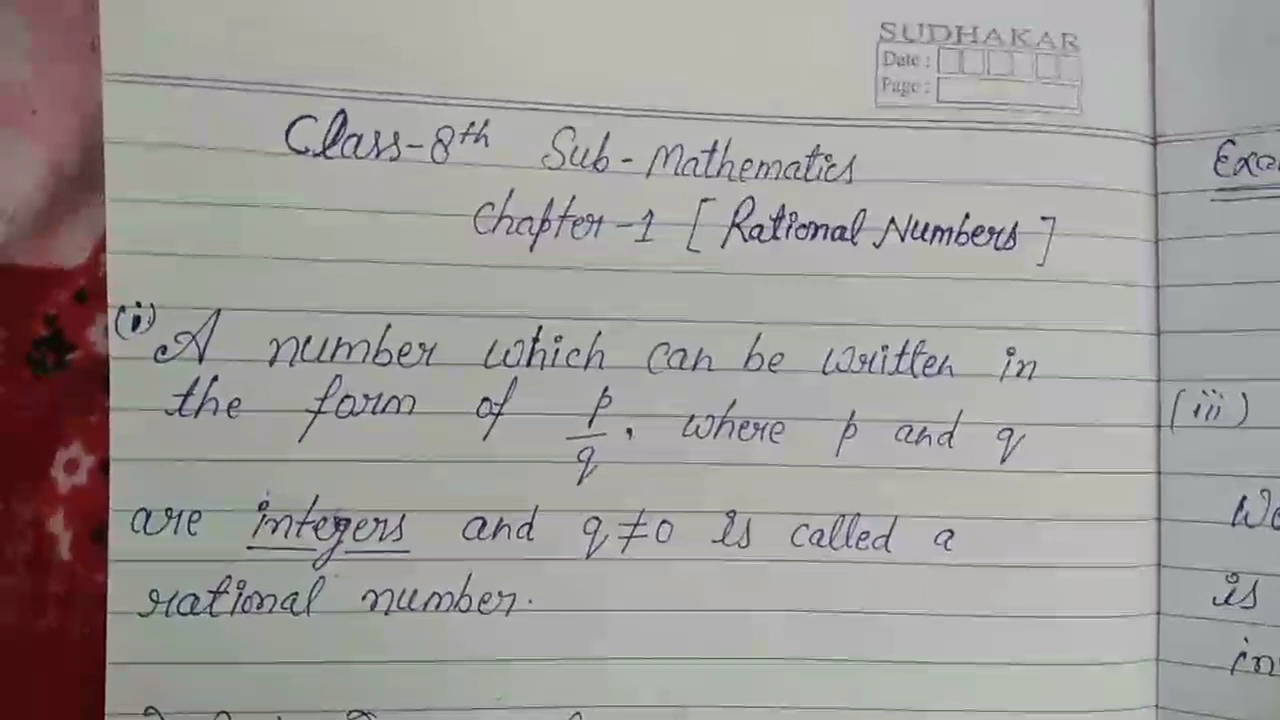 SUDHAKAR
Date :
Page :
Class-8th Sub-Mathematics
Chapter-1 [Rational Numbers]
(i) A number which can be written in
the form of p/q, where p and q
are integers and q≠0 is called a
rational number.
(iii)
is